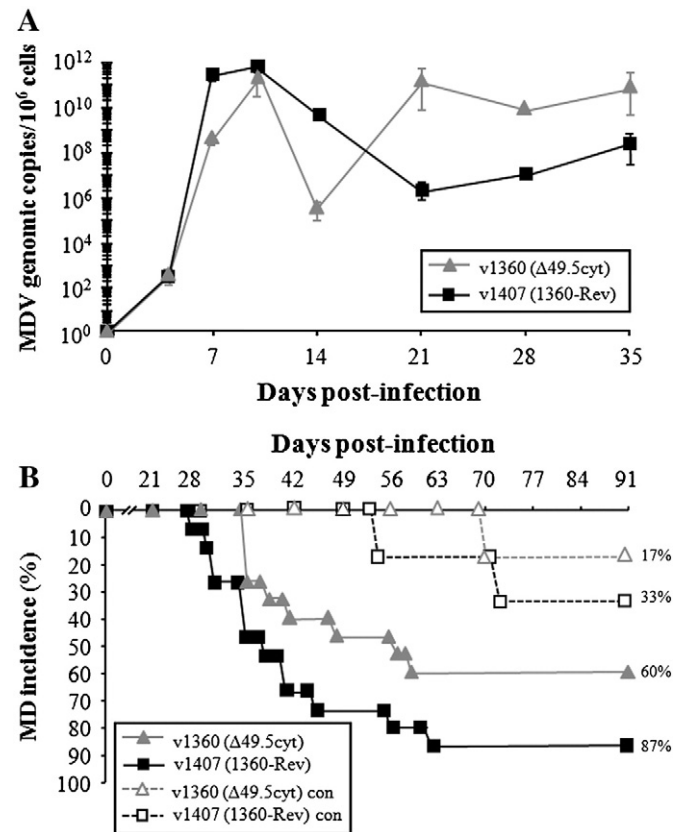 A
MDV genomic copies/10⁶ cells
10¹²
10¹⁰
10⁸
10⁶
10⁴
10²
10⁰
v1360 (Δ49.5cyt)
v1407 (1360-Rev)
0 7 14 21 28 35
Days post-infection
B
Days post-infection
0 21 28 35 42 49 56 63 70 77 84 91
MD incidence (%)
0
10
20
30
40
50
60
70
80
90
100
17%
33%
60%
87%
v1360 (Δ49.5cyt)
v1407 (1360-Rev)
v1360 (Δ49.5cyt) con
v1407 (1360-Rev) con